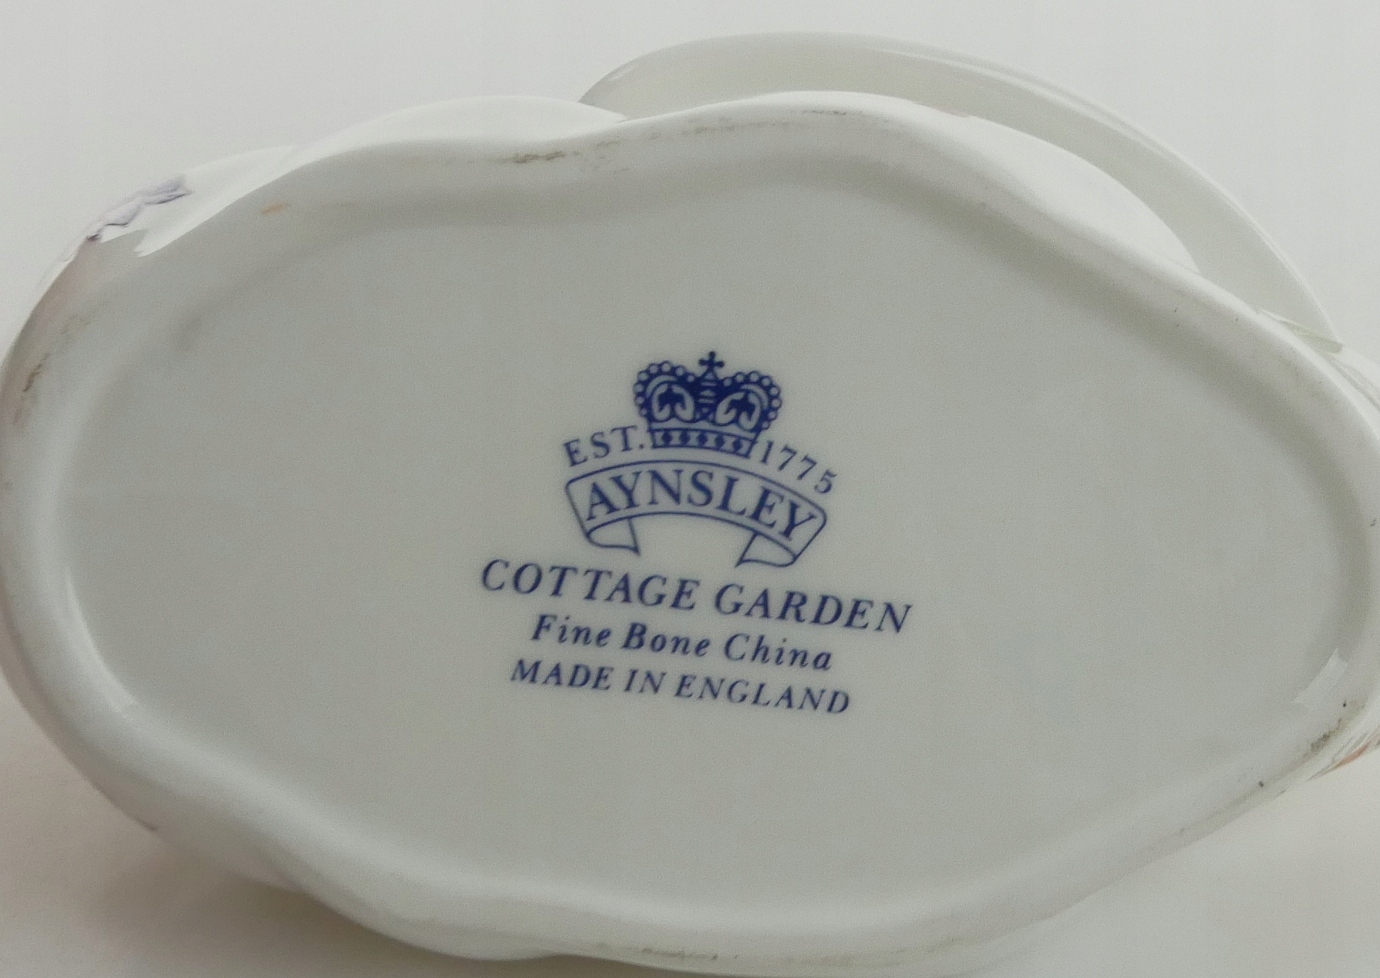 EST. 1775
AYNSLEY
COTTAGE GARDEN
Fine Bone China
MADE IN ENGLAND